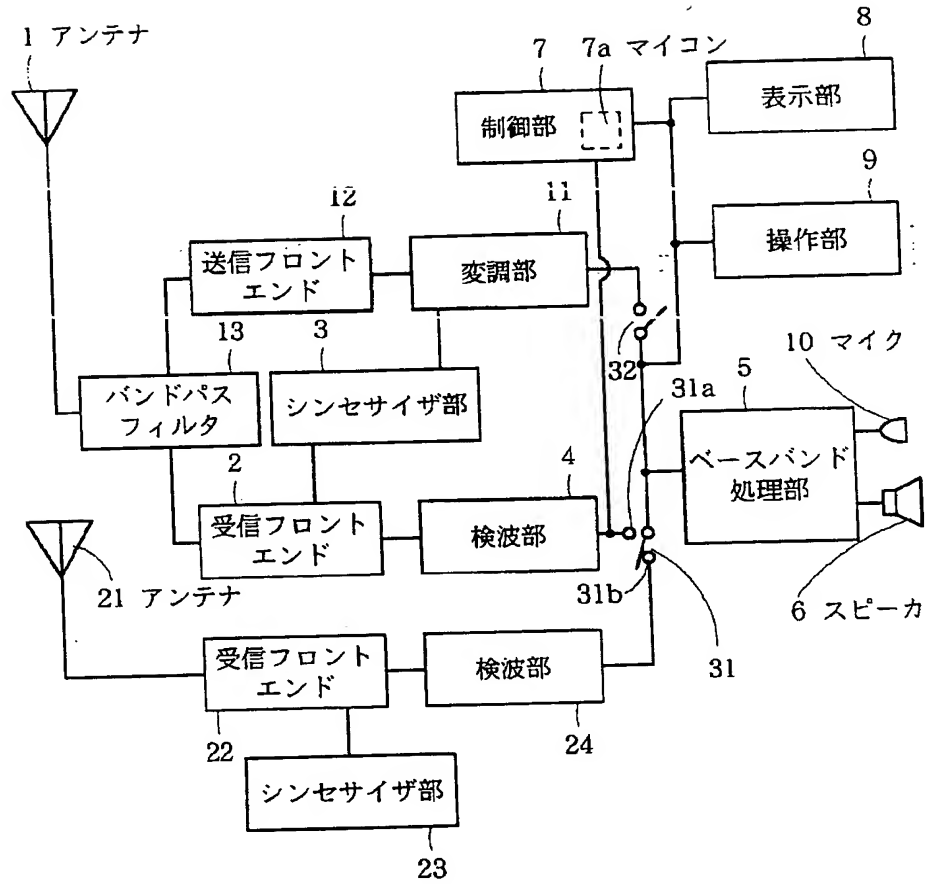 1 アンテナ
7
7a マイコン
8
制御部
表示部
12
11
9
送信フロント
エンド
変調部
操作部
13
3
32
10 マイク
バンドパス
フィルタ
シンセサイザ部
31a
5
2
4
ベースバンド
処理部
受信フロント
エンド
検波部
21 アンテナ
31b
6 スピーカ
受信フロント
エンド
検波部
31
22
24
シンセサイザ部
23